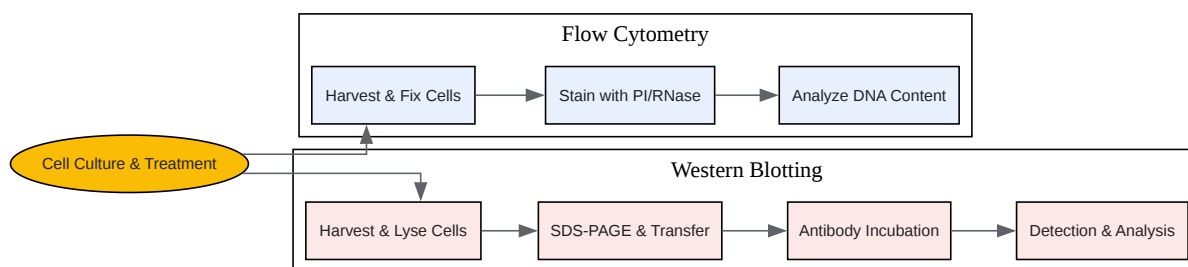 Flow Cytometry
Harvest & Fix Cells
Stain with PI/RNase
Analyze DNA Content
Cell Culture & Treatment
Western Blotting
Harvest & Lyse Cells
SDS-PAGE & Transfer
Antibody Incubation
Detection & Analysis